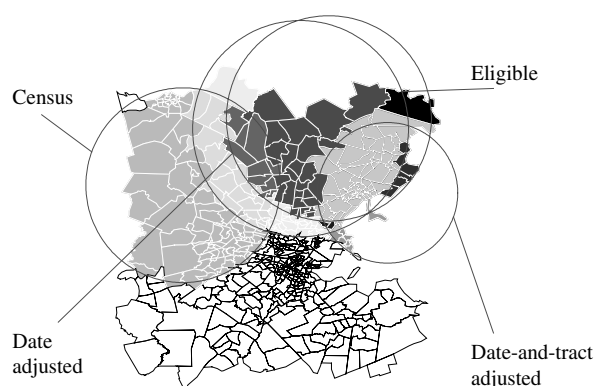 Eligible
Census
Date
adjusted
Date-and-tract
adjusted